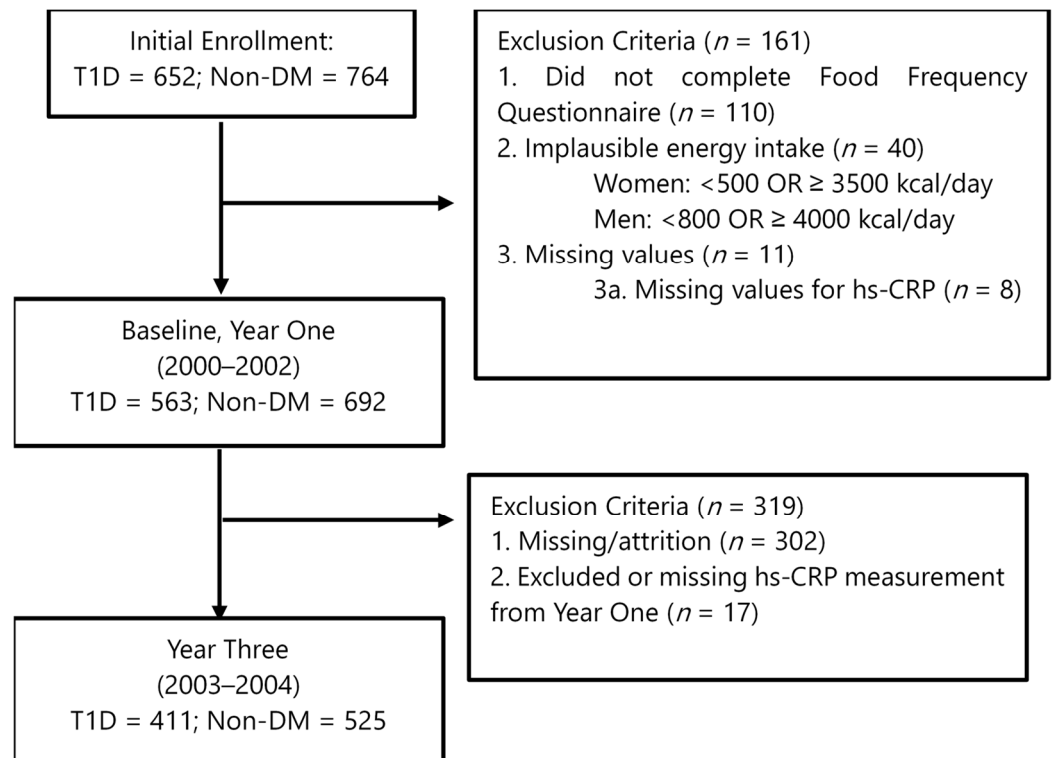 Initial Enrollment:
T1D = 652; Non-DM = 764
Exclusion Criteria (n = 161)
1. Did not complete Food Frequency
Questionnaire (n = 110)
2. Implausible energy intake (n = 40)
Women: <500 OR ≥ 3500 kcal/day
Men: <800 OR ≥ 4000 kcal/day
3. Missing values (n = 11)
3a. Missing values for hs-CRP (n = 8)
Baseline, Year One
(2000–2002)
T1D = 563; Non-DM = 692
Exclusion Criteria (n = 319)
1. Missing/attrition (n = 302)
2. Excluded or missing hs-CRP measurement
from Year One (n = 17)
Year Three
(2003–2004)
T1D = 411; Non-DM = 525